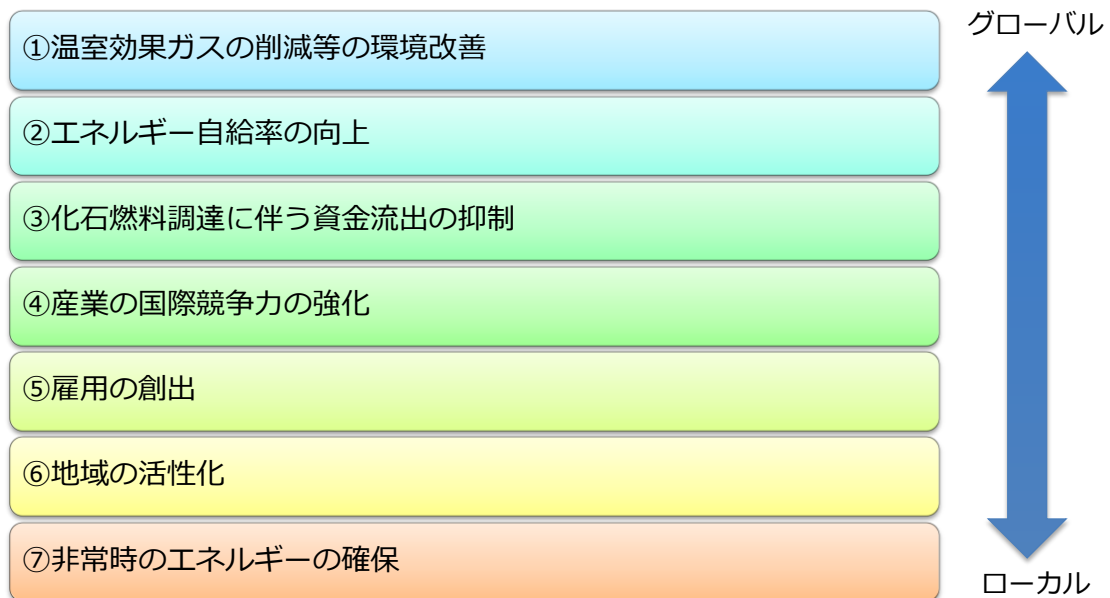 グローバル
①温室効果ガスの削減等の環境改善
②エネルギー自給率の向上
③化石燃料調達に伴う資金流出の抑制
④産業の国際競争力の強化
⑤雇用の創出
⑥地域の活性化
⑦非常時のエネルギーの確保
ローカル